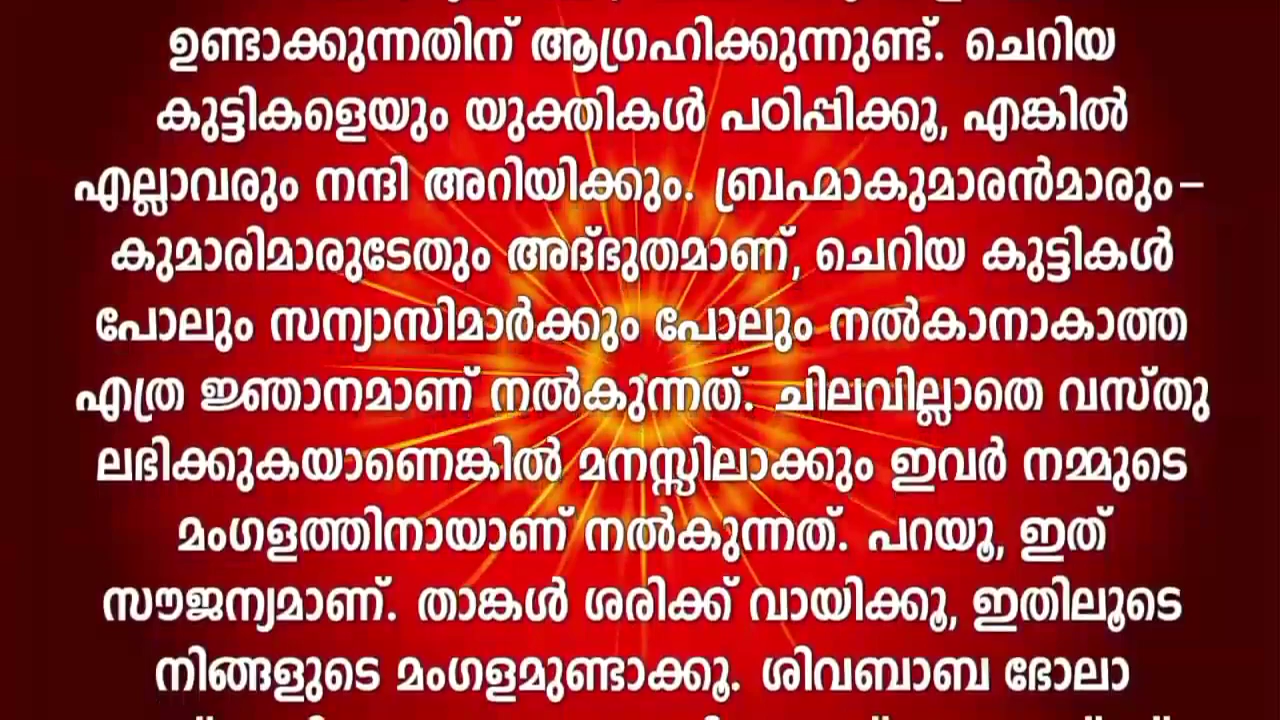 ഉണ്ടാക്കുന്നതിന് ആഗ്രഹിക്കുന്നുണ്ട്. ചെറിയ
കുട്ടികളെയും യുക്തികൾ പഠിപ്പിക്കൂ, എങ്കിൽ
എല്ലാവരും നന്ദി അറിയിക്കും. ബ്രഹ്മാകുമാരൻമാരും-
കുമാരിമാരുടേതും അദ്ഭുതമാണ്, ചെറിയ കുട്ടികൾ
പോലും സന്യാസിമാർക്കും പോലും നൽകാനാകാത്ത
എത്ര ജ്ഞാനമാണ് നൽകുന്നത്. ചിലവില്ലാതെ വസ്തു
ലഭിക്കുകയാണെങ്കിൽ മനസ്സിലാക്കും ഇവർ നമ്മുടെ
മംഗളത്തിനായാണ് നൽകുന്നത്. പറയൂ, ഇത്
സൗജന്യമാണ്. താങ്കൾ ശരിക്ക് വായിക്കൂ, ഇതിലൂടെ
നിങ്ങളുടെ മംഗളമുണ്ടാക്കൂ. ശിവബാബ ഭോലാ